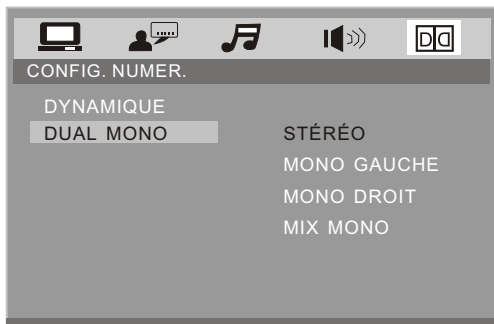 CONFIG. NUMER.
DYNAMIQUE
DUAL MONO
STÉRÉO
MONO GAUCHE
MONO DROIT
MIX MONO